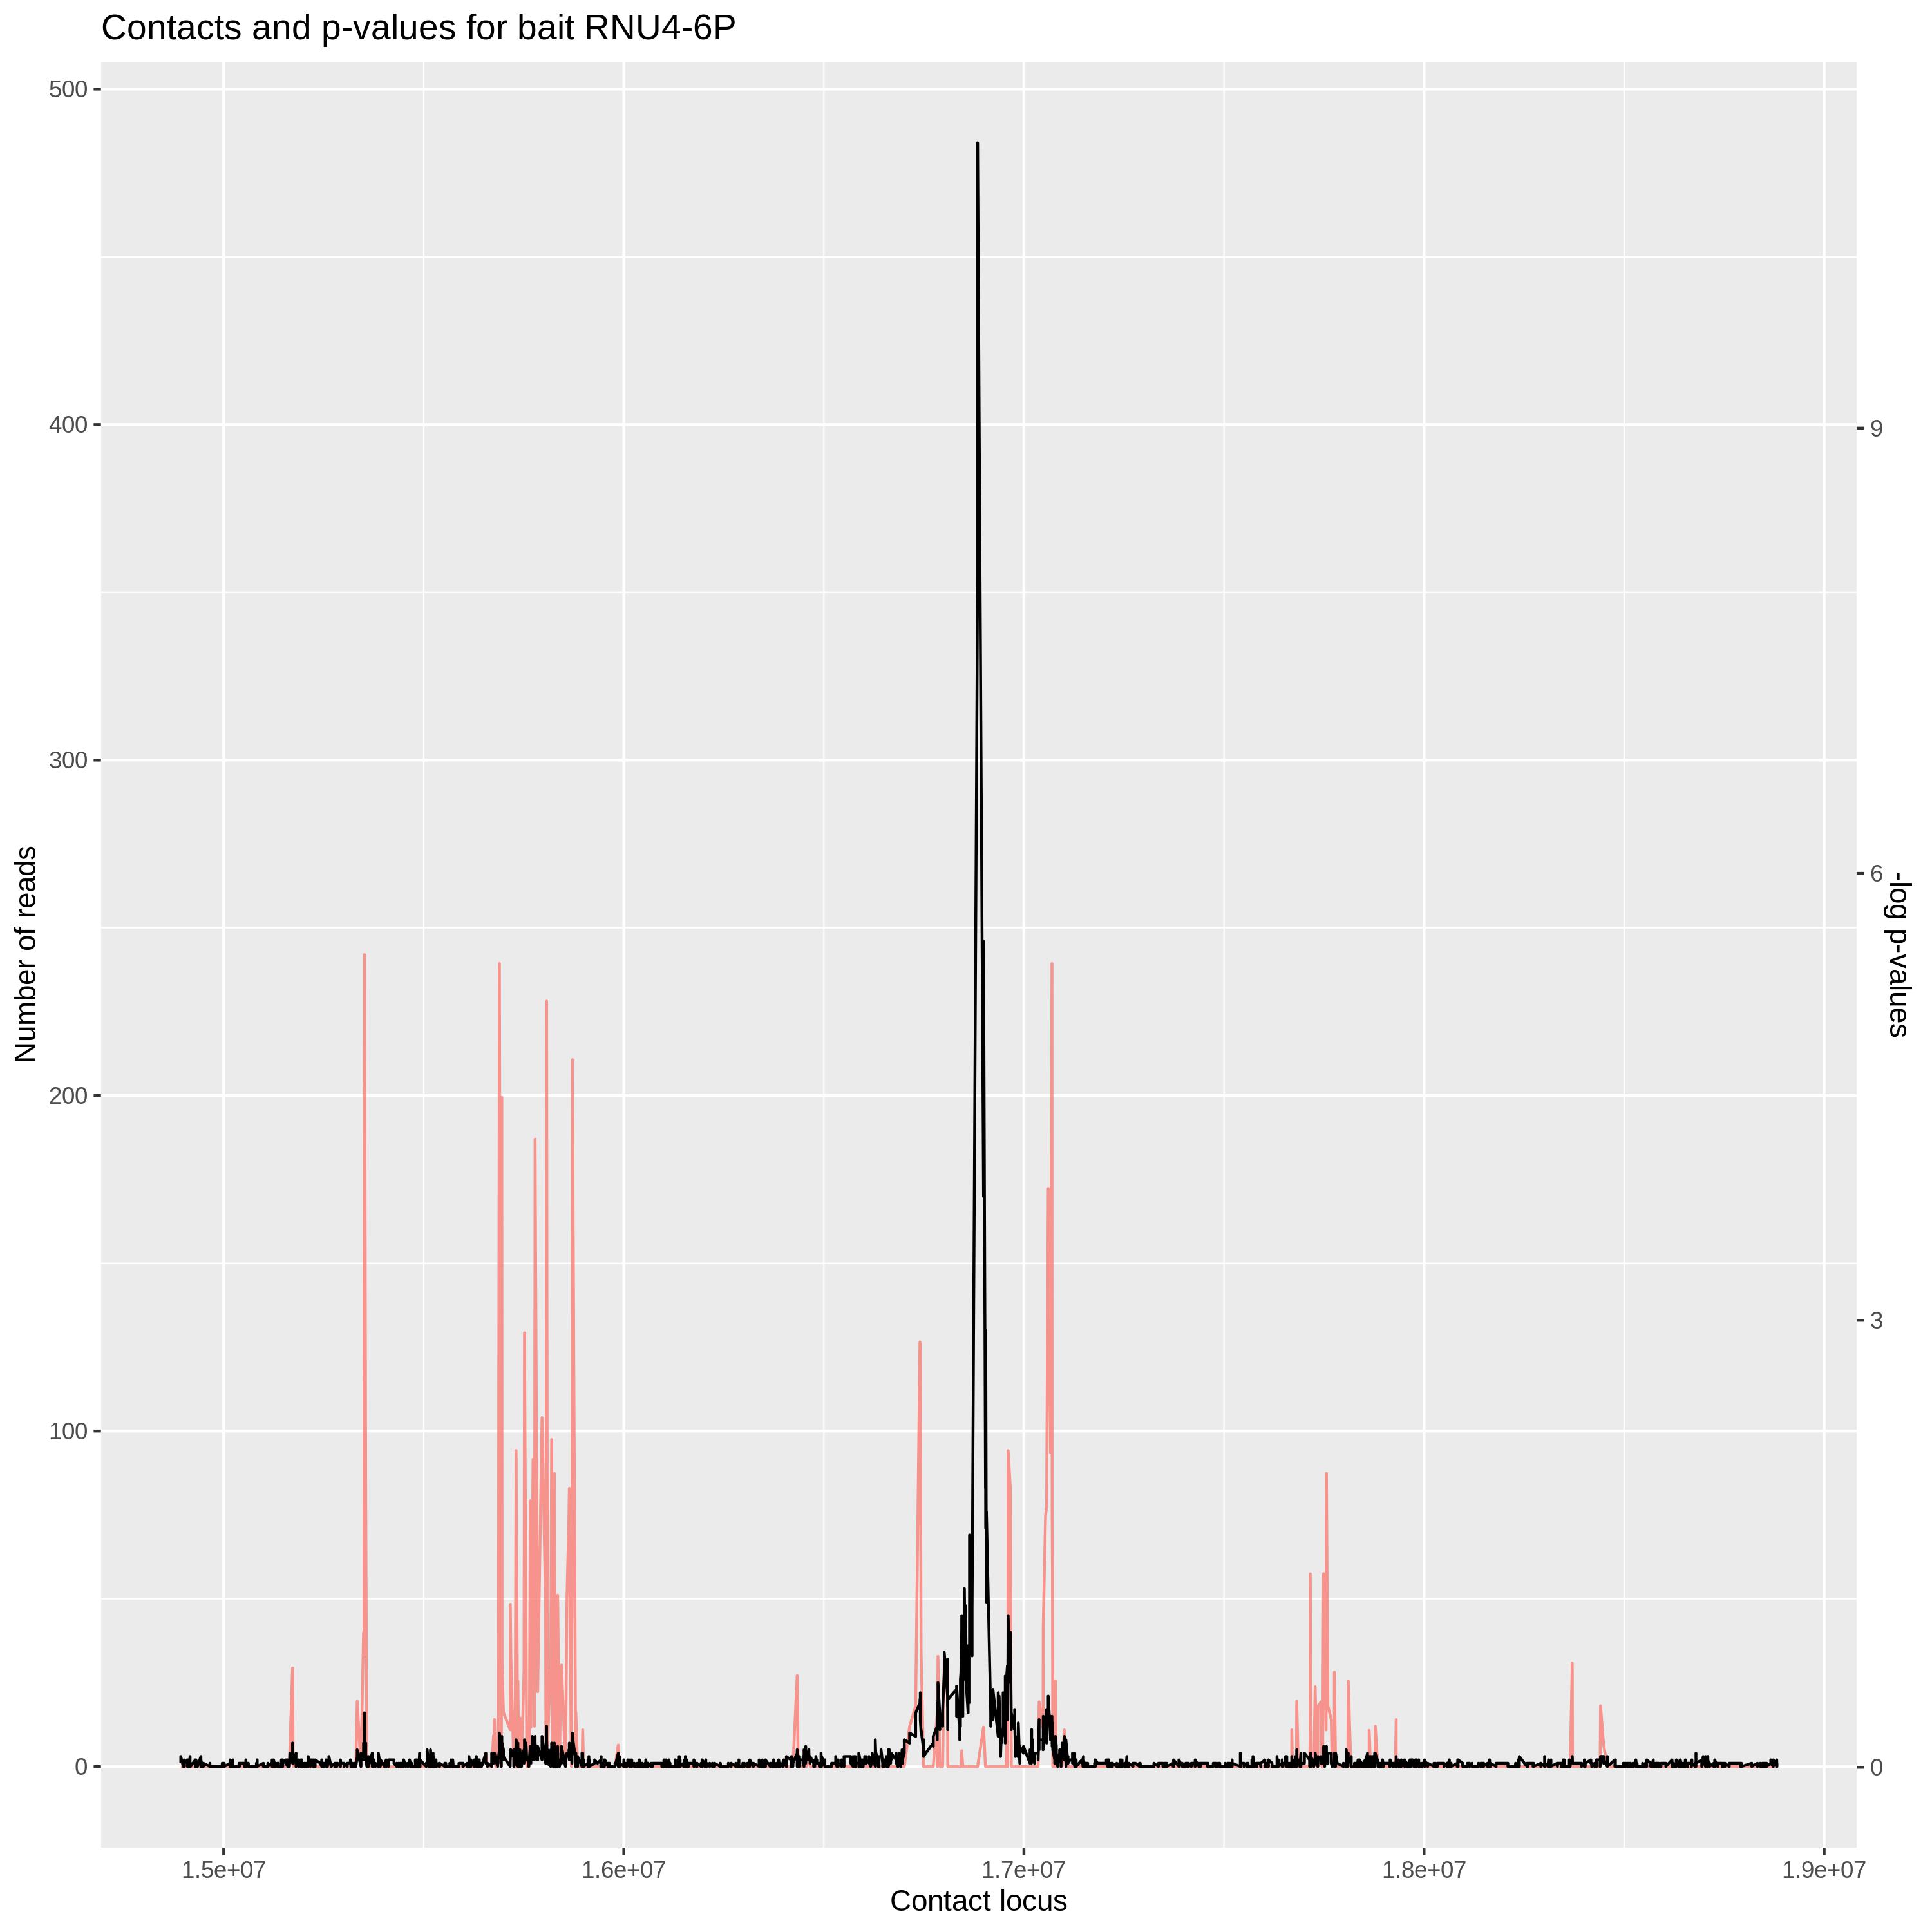 Contacts and p-values for bait RNU4-6P
500
400
300
200
100
0
Number of reads
9
6
3
0
-log p-values
1.5e+07
1.6e+07
1.7e+07
1.8e+07
1.9e+07
Contact locus